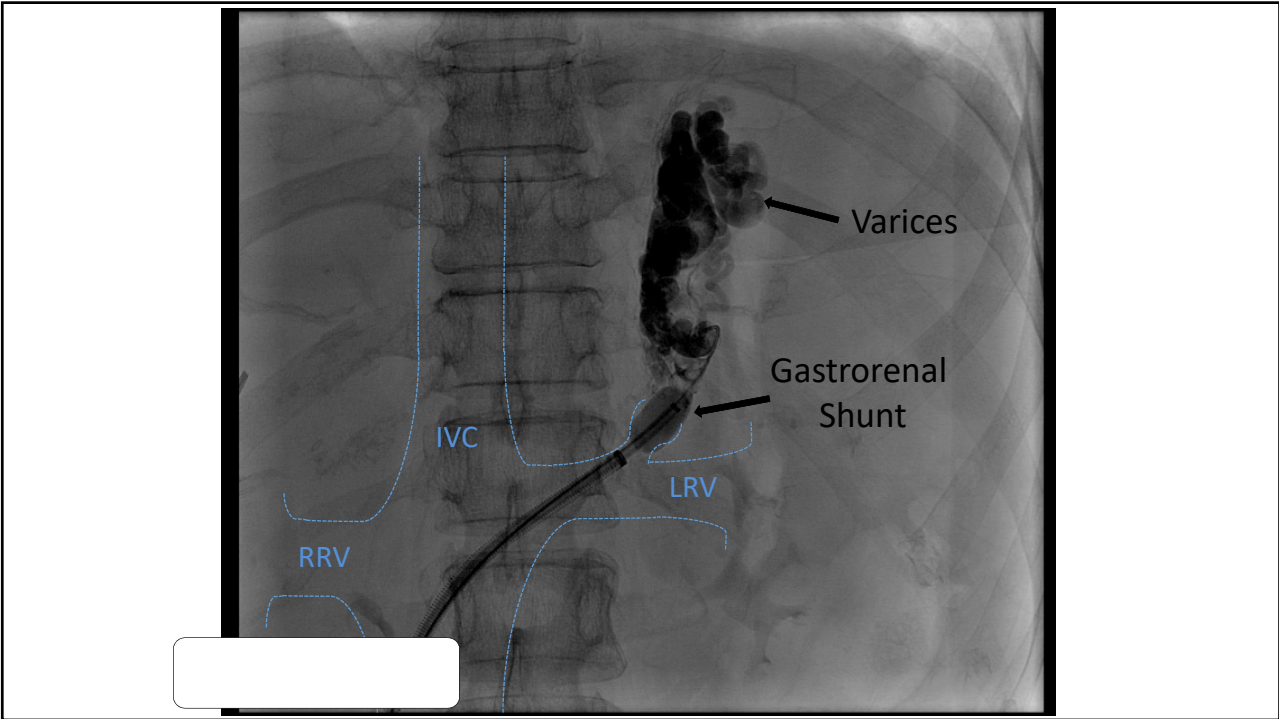 Varices
Gastrorenal
Shunt
IVC
LRV
RRV